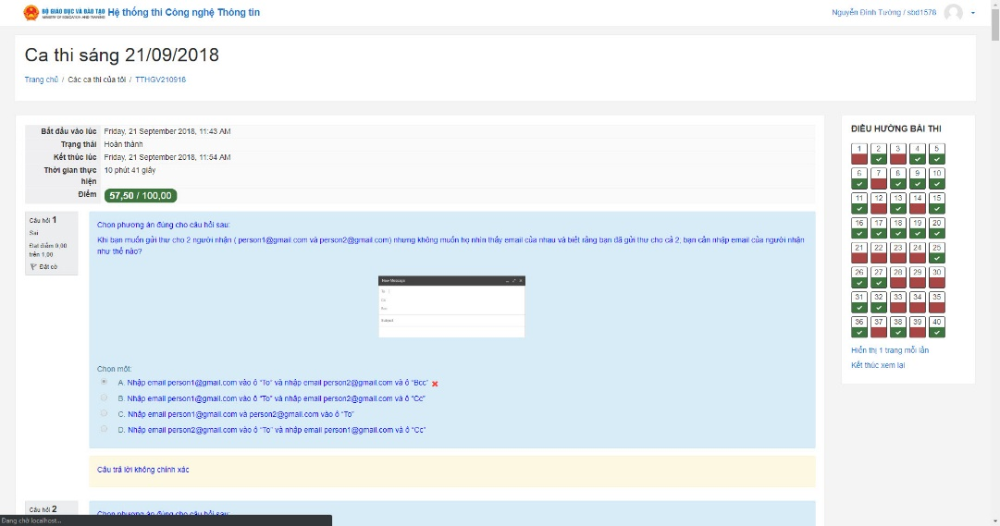 BỘ GIÁO DỤC VÀ ĐÀO TẠO Hệ thống thi Công nghệ Thông tin
MINISTRY OF EDUCATION AND TRAINING
Nguyễn Đình Tường / sbd1578
Ca thi sáng 21/09/2018
Trang chủ / Các ca thi của tôi / TTHGV210918
Bắt đầu vào lúc Friday, 21 September 2018, 11:43 AM
Trạng thái Hoàn thành
Kết thúc lúc Friday, 21 September 2018, 11:54 AM
Thời gian thực hiện 10 phút 41 giây
Điểm 57,50 / 100,00
Câu hỏi 1
Sai
Đạt điểm 0,00
trên 1,00
Đặt cờ
Chọn phương án đúng cho câu hỏi sau:
Khi bạn muốn gửi thư cho 2 người nhận ( person1@gmail.com và person2@gmail.com) nhưng không muốn họ nhìn thấy email của nhau và biết rằng bạn đã gửi thư cho cả 2, bạn cần nhập email của người nhận
như thế nào?
New Message
To
Cc
Bcc
Subject
Chọn một:
A. Nhập email person1@gmail.com vào ô "To" và nhập email person2@gmail.com và ô "Bcc"
B. Nhập email person1@gmail.com vào ô "To" và nhập email person2@gmail.com và ô "Cc"
C. Nhập email person1@gmail.com và person2@gmail.com vào ô "To"
D. Nhập email person2@gmail.com vào ô "To" và nhập email person1@gmail.com và ô "Cc"
Câu trả lời không chính xác
Câu hỏi 2
Chọn phương án đúng cho câu hỏi sau:
Đang chờ localhost...
ĐIỀU HƯỚNG BÀI THI
1 2 3 4 5
6 7 8 9 10
11 12 13 14 15
16 17 18 19 20
21 22 23 24 25
26 27 28 29 30
31 32 33 34 35
36 37 38 39 40
Hiển thị 1 trang mỗi lần
Kết thúc xem lại